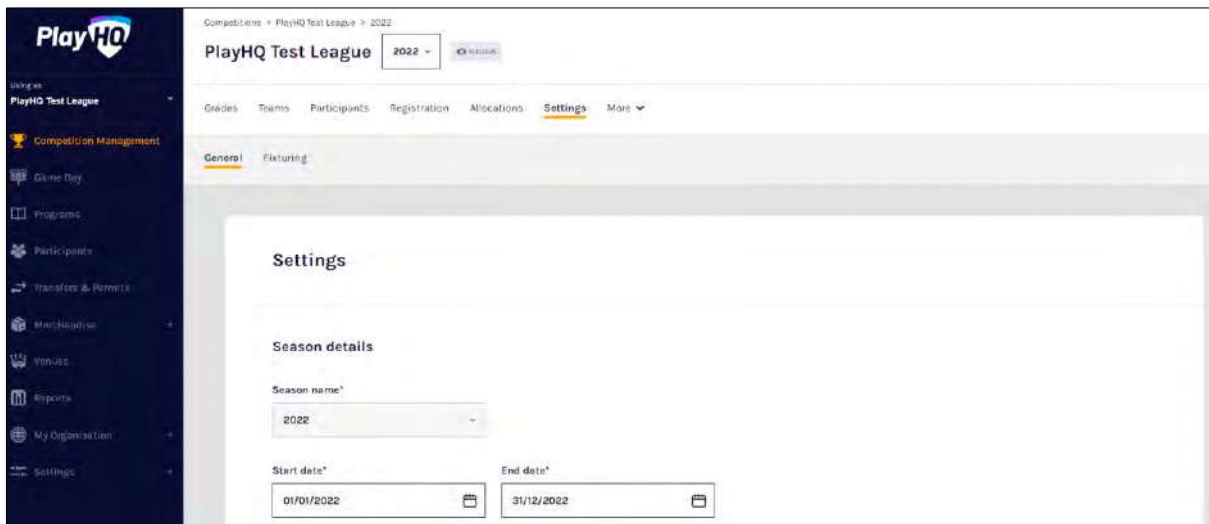 PlayHQ
Using as
PlayHQ Test League
Competition Management
Game Day
Programs
Participants
Transfers & Permits
Merchandise
Venues
Reports
My Organisation
Settings
Competitions > PlayHQ Test League > 2022
PlayHQ Test League 2022
Grades Teams Participants Registration Allocations Settings More
General Fixturing
Settings
Season details
Season name*
2022
Start date* End date*
01/01/2022 31/12/2022